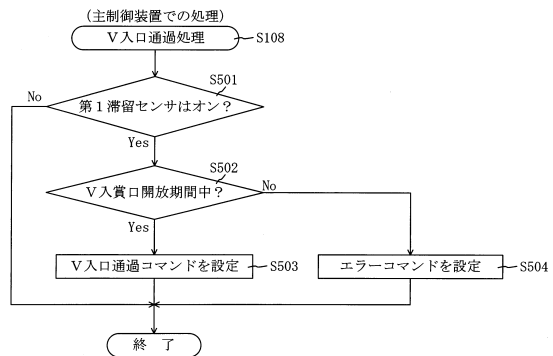 (主制御装置での処理)
V入口通過処理
S108
S501
第1滞留センサはオン？
No
Yes
S502
V入賞口開放期間中？
No
Yes
V入口通過コマンドを設定
S503
エラーコマンドを設定
S504
終 了